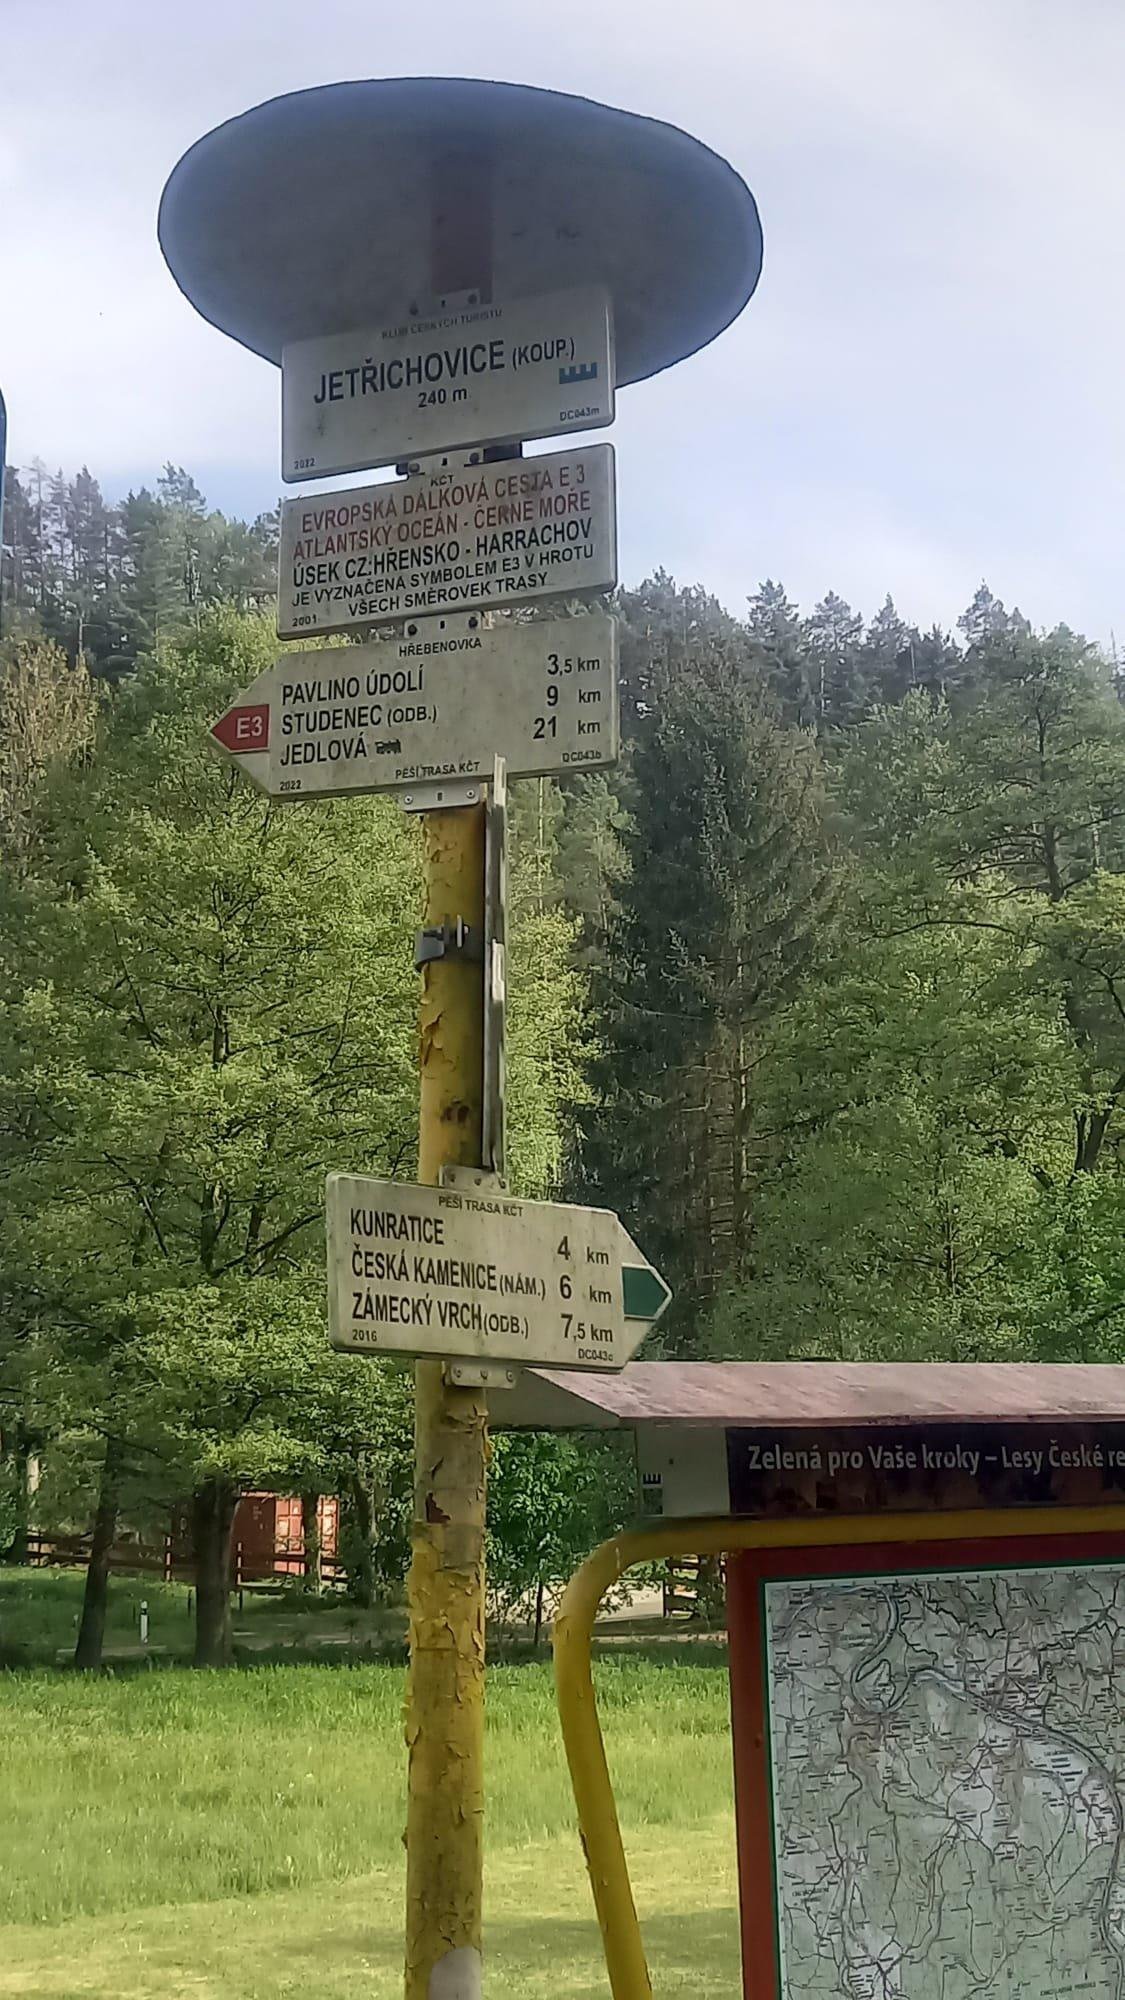 KLUB ČESKÝCH TURISTŮ
JETŘICHOVICE (KOUP.)
240 m
2022 DC043m
KČT
EVROPSKÁ DÁLKOVÁ CESTA E 3
ATLANTSKÝ OCEÁN - ČERNÉ MOŘE
ÚSEK CZ:HŘENSKO - HARRACHOV
JE VYZNAČENA SYMBOLEM E3 V HROTU
VŠECH SMĚROVEK TRASY
2001
HŘEBENOVKA
E3
PAVLINO ÚDOLÍ 3,5 km
STUDENEC (ODB.) 9 km
JEDLOVÁ 21 km
2022 PĚŠÍ TRASA KČT DC043b
PĚŠÍ TRASA KČT
KUNRATICE 4 km
ČESKÁ KAMENICE (NÁM.) 6 km
ZÁMECKÝ VRCH (ODB.) 7,5 km
2016 DC043c
Zelená pro Vaše kroky – Lesy České re